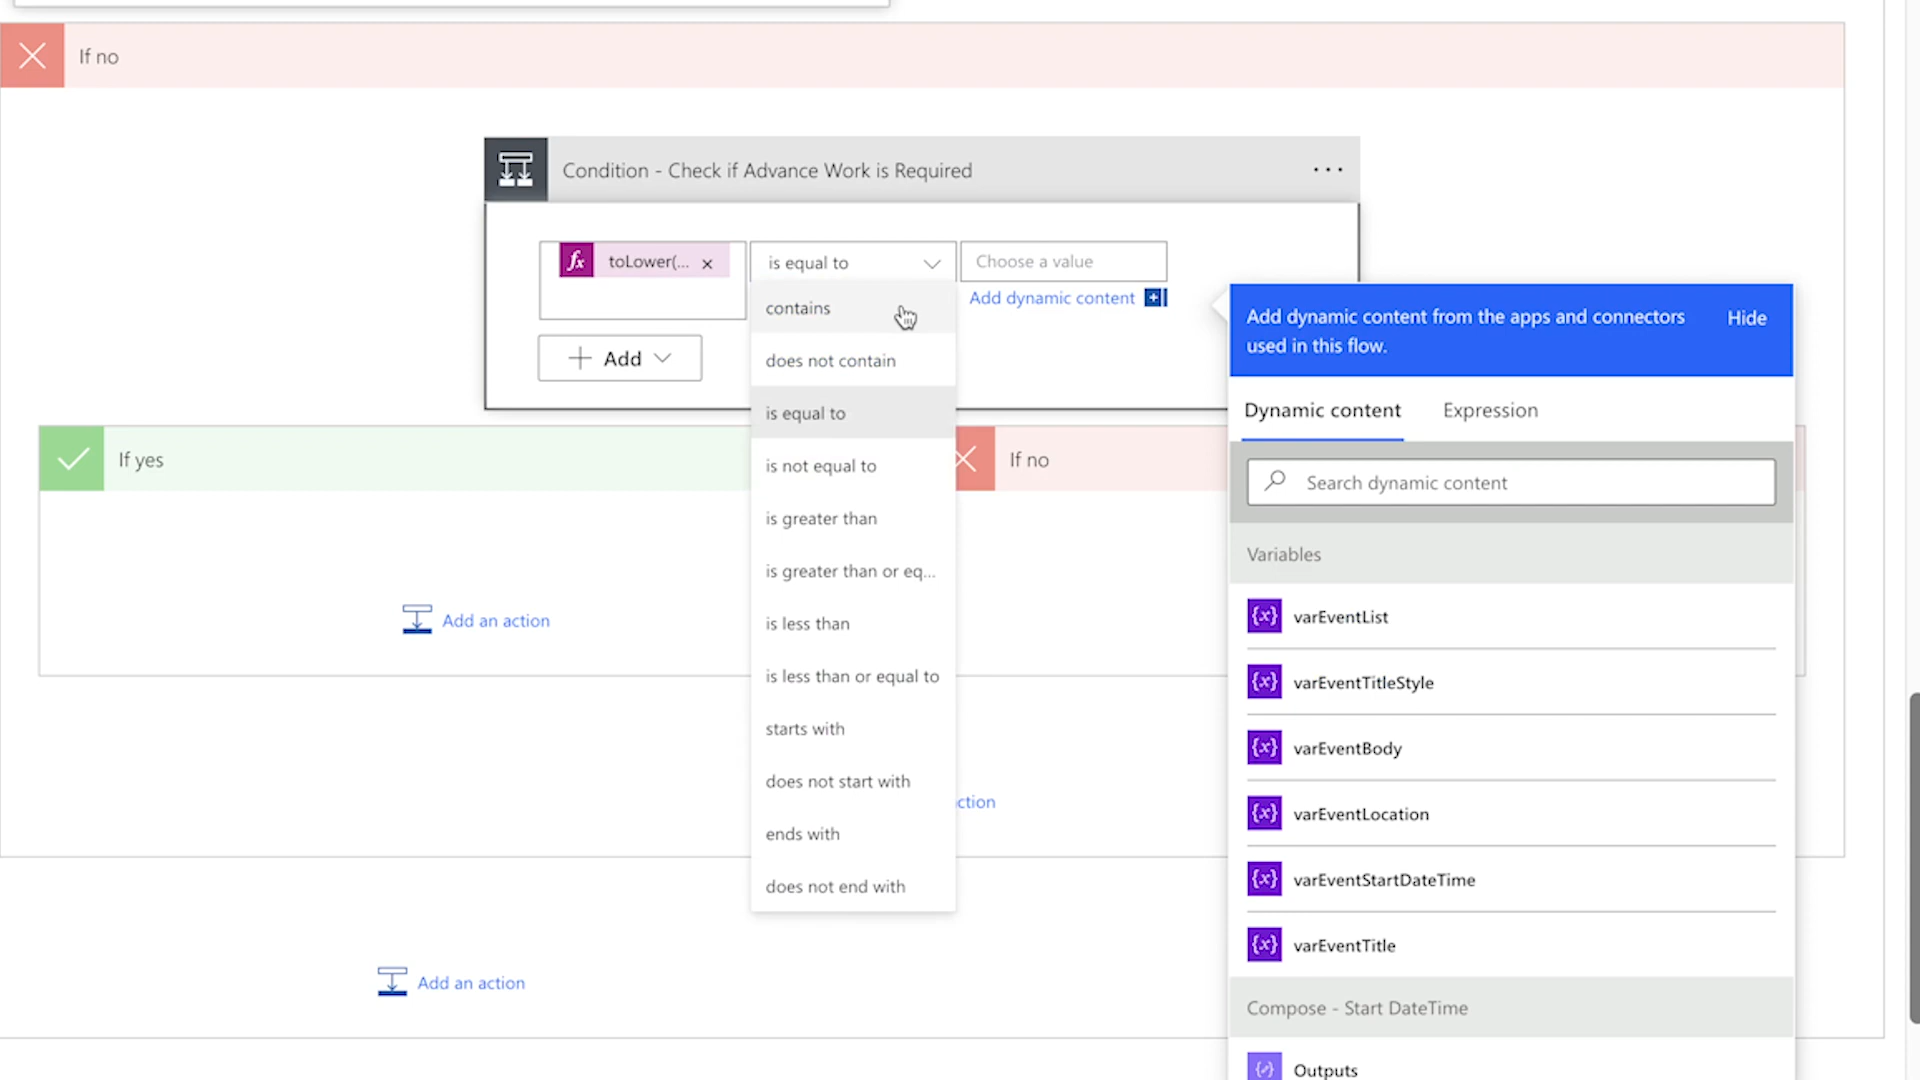 If no
Condition - Check if Advance Work is Required
...
fx toLower(... ×
is equal to
Choose a value
Add dynamic content
+ Add
contains
does not contain
is equal to
is not equal to
is greater than
is greater than or eq...
is less than
is less than or equal to
starts with
does not start with
ends with
does not end with
If yes
Add an action
If no
ction
Add an action
Add dynamic content from the apps and connectors
used in this flow.
Hide
Dynamic content
Expression
Search dynamic content
Variables
{x} varEventList
{x} varEventTitleStyle
{x} varEventBody
{x} varEventLocation
{x} varEventStartDateTime
{x} varEventTitle
Compose - Start DateTime
Outputs